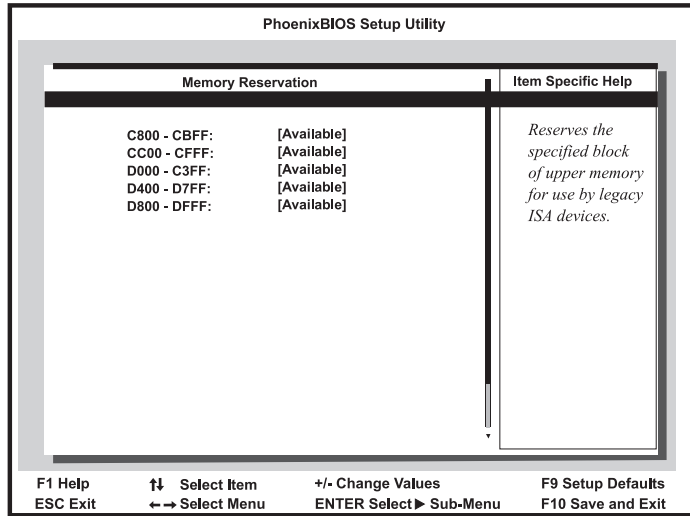 PhoenixBIOS Setup Utility
Memory Reservation
Item Specific Help
C800 - CBFF: [Available]
CC00 - CFFF: [Available]
D000 - C3FF: [Available]
D400 - D7FF: [Available]
D800 - DFFF: [Available]
Reserves the
specified block
of upper memory
for use by legacy
ISA devices.
F1 Help ↑↓ Select Item +/- Change Values F9 Setup Defaults
ESC Exit ←→ Select Menu ENTER Select ▶ Sub-Menu F10 Save and Exit